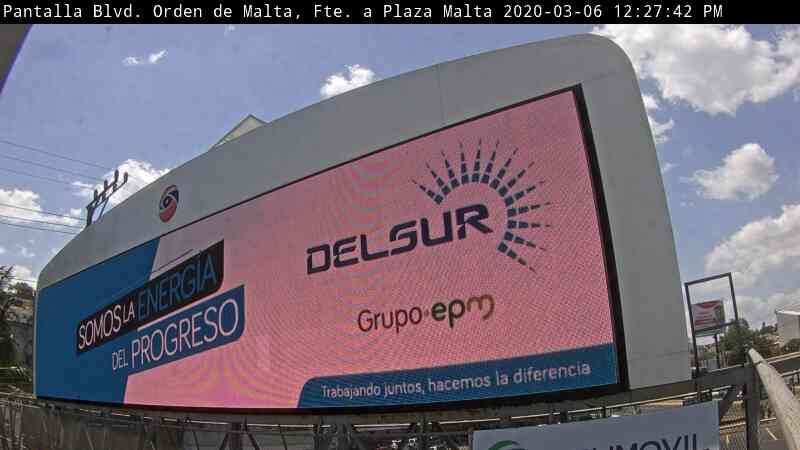 Pantalla Blvd. Orden de Malta, Fte. a Plaza Malta 2020-03-06 12:27:42 PM
SOMOS LA ENERGÍA
DEL PROGRESO
DELSUR
Grupo·epm
Trabajando juntos, hacemos la diferencia